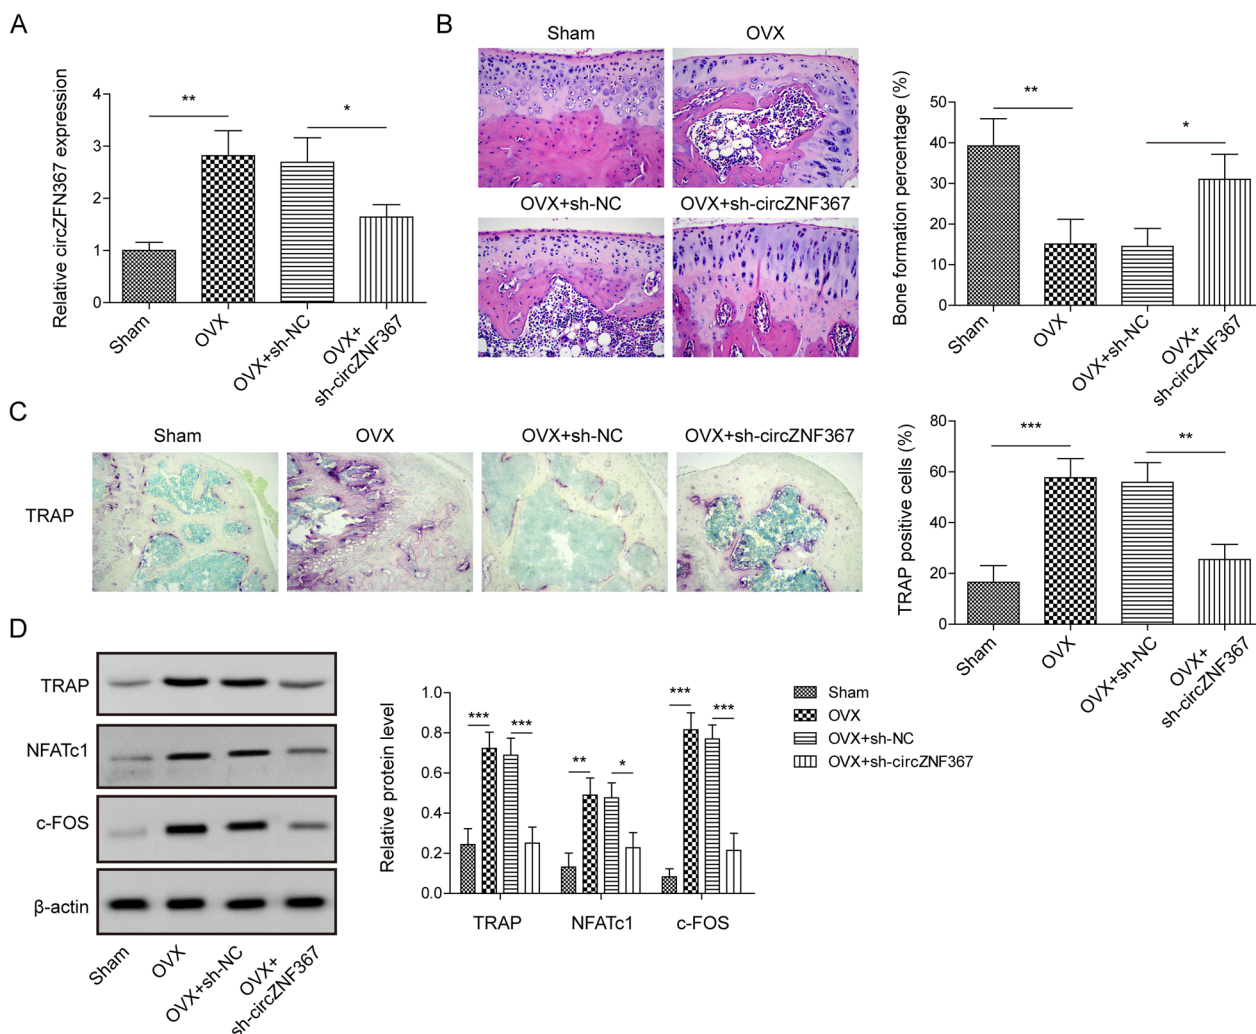 A
Relative circZFN367 expression
4
3
2
1
0
**
*
Sham
OVX
OVX+sh-NC
OVX+
sh-circZNF367
B
Sham
OVX
OVX+sh-NC
OVX+sh-circZNF367
Bone formation percentage (%)
50
40
30
20
10
0
**
*
Sham
OVX
OVX+sh-NC
OVX+
sh-circZNF367
C
Sham
OVX
OVX+sh-NC
OVX+sh-circZNF367
TRAP
TRAP positive cells (%)
80
60
40
20
0
***
**
Sham
OVX
OVX+sh-NC
OVX+
sh-circZNF367
D
TRAP
NFATc1
c-FOS
β-actin
Sham
OVX
OVX+sh-NC
OVX+
sh-circZNF367
Relative protein level
1.0
0.8
0.6
0.4
0.2
0.0
*** ***
** *
*** ***
TRAP
NFATc1
c-FOS
Sham
OVX
OVX+sh-NC
OVX+sh-circZNF367